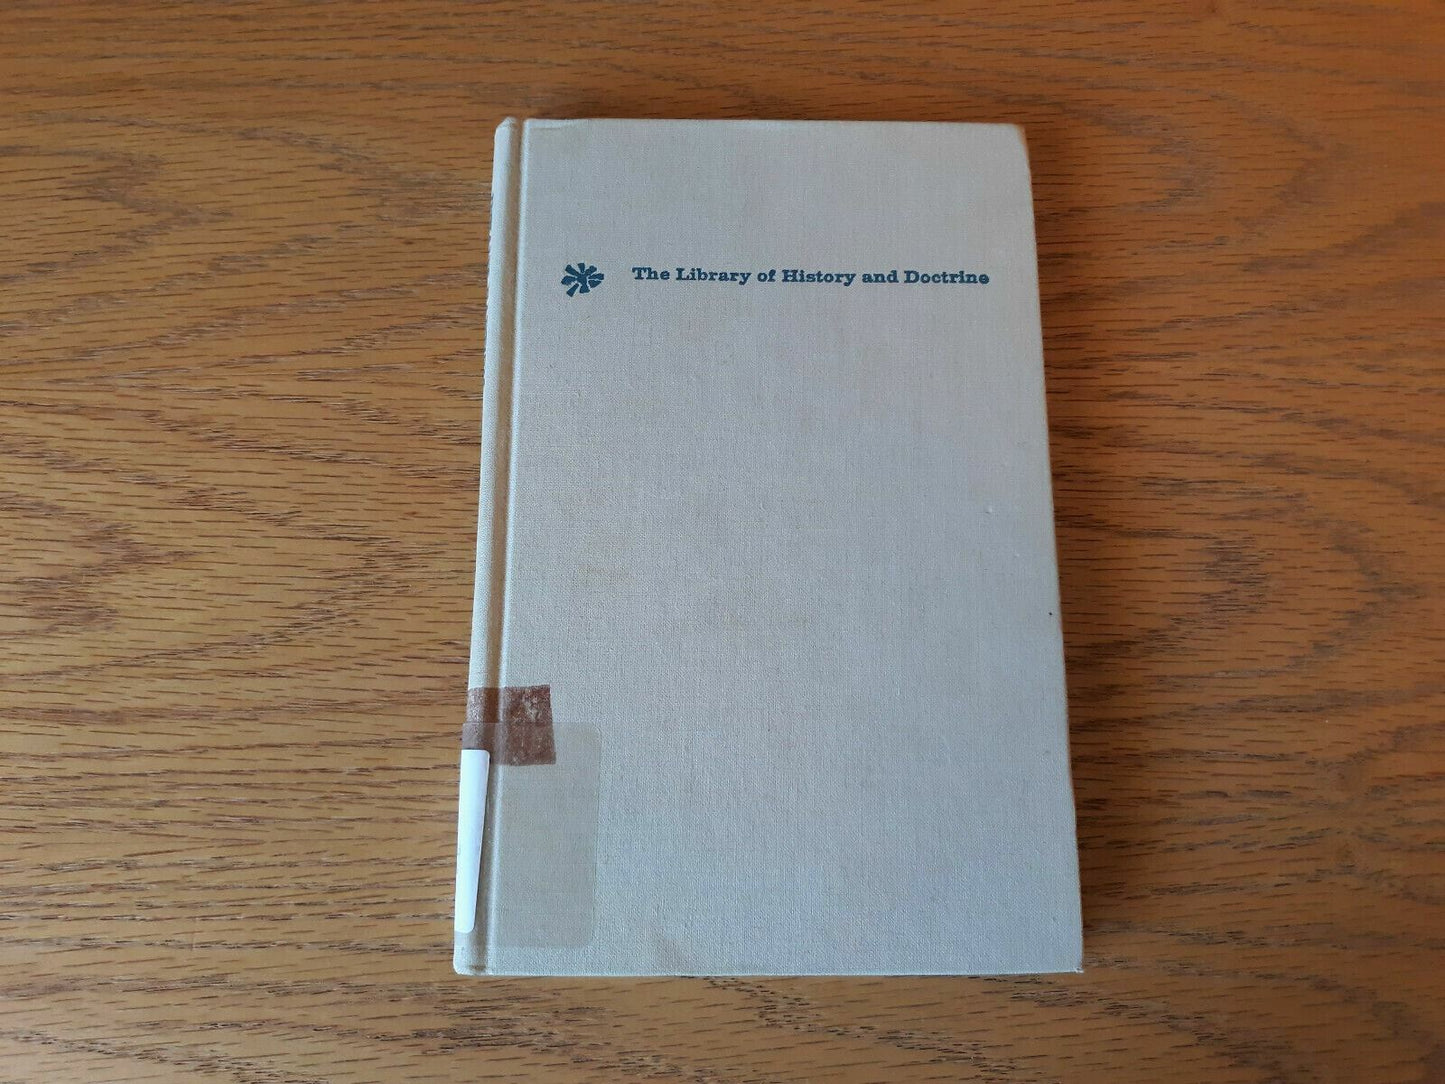 The Library of History and Doctrine